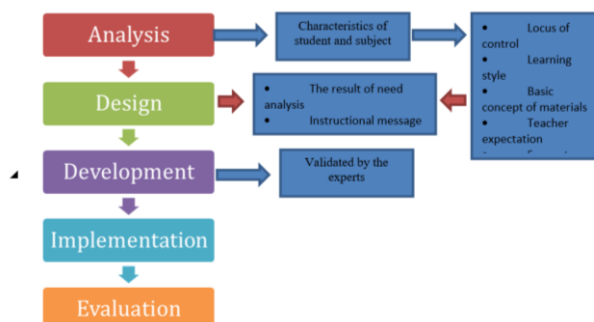 Analysis
Characteristics of
student and subject
• Locus of
control
• Learning
style
• Basic
concept of materials
• Teacher
expectation
Design
• The result of need
analysis
• Instructional message
Development
Validated by the
experts
Implementation
Evaluation